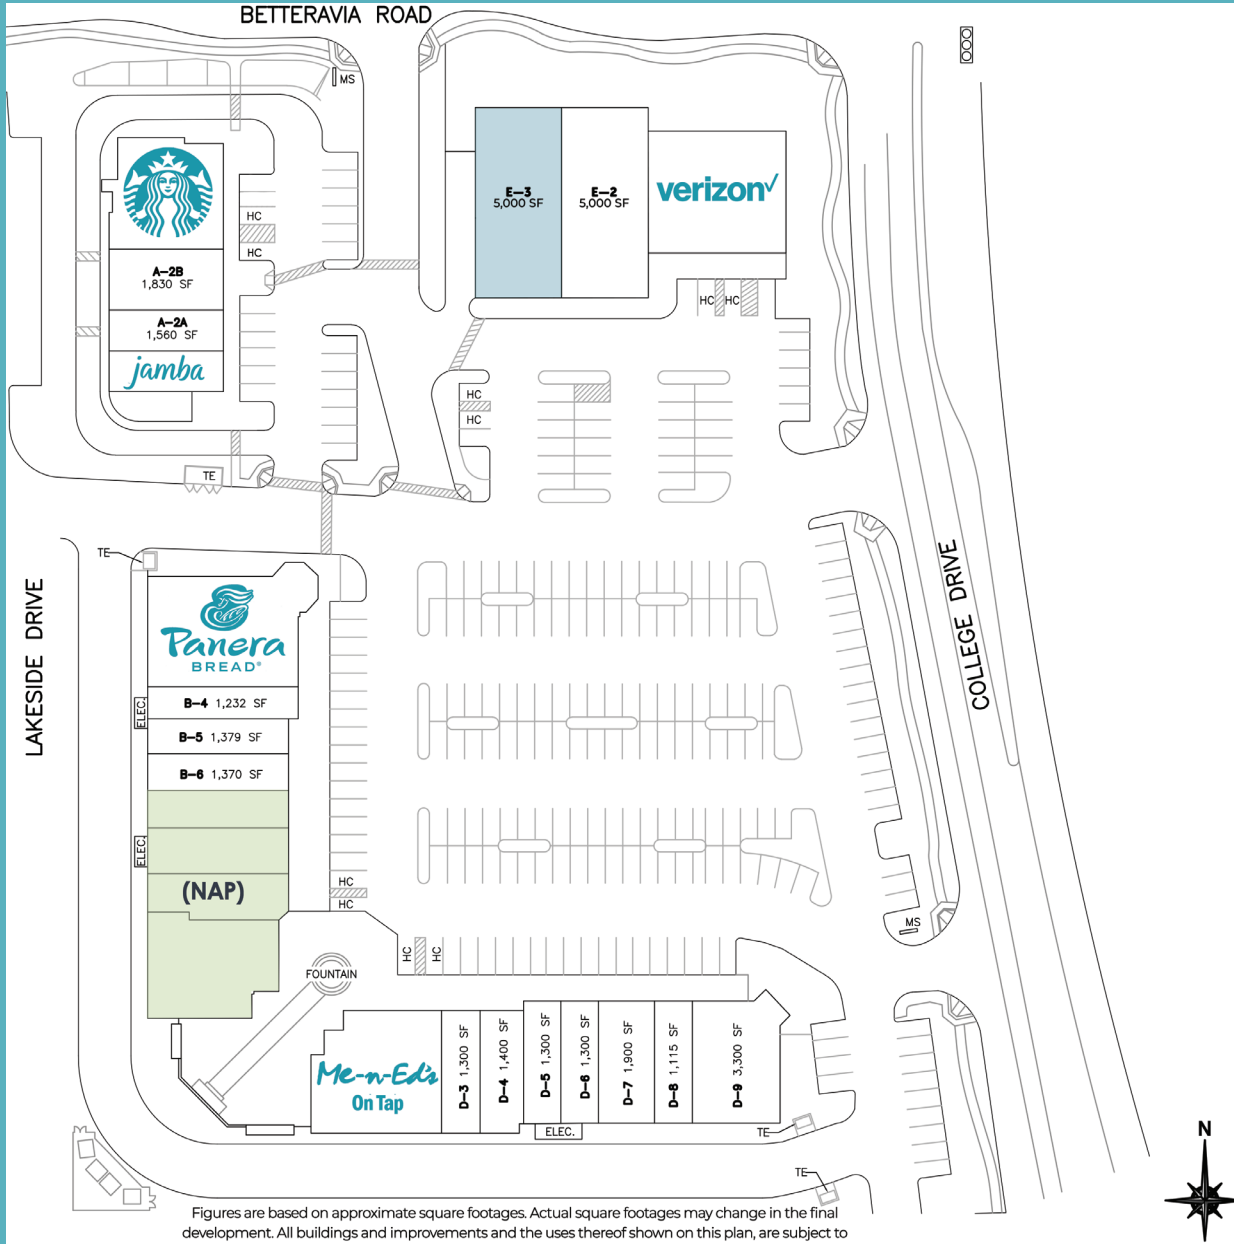 BETTERAVIA ROAD
MS
E-3
5,000 SF
E-2
5,000 SF
verizon✓
HC
HC
A-2B
1,830 SF
A-2A
1,560 SF
jamba
HC HC
HC
HC
TE
TE
LAKESIDE DRIVE
COLLEGE DRIVE
Panera
BREAD®
ELEC.
B-4 1,232 SF
B-5 1,379 SF
B-6 1,370 SF
ELEC.
(NAP)
HC
HC
MS
HC
HC
FOUNTAIN
Me-n-Ed's
On Tap
D-3 1,300 SF
D-4 1,400 SF
D-5 1,300 SF
D-6 1,300 SF
D-7 1,900 SF
D-8 1,115 SF
D-9 3,300 SF
ELEC.
TE
TE
N
Figures are based on approximate square footages. Actual square footages may change in the final
development. All buildings and improvements and the uses thereof shown on this plan, are subject to